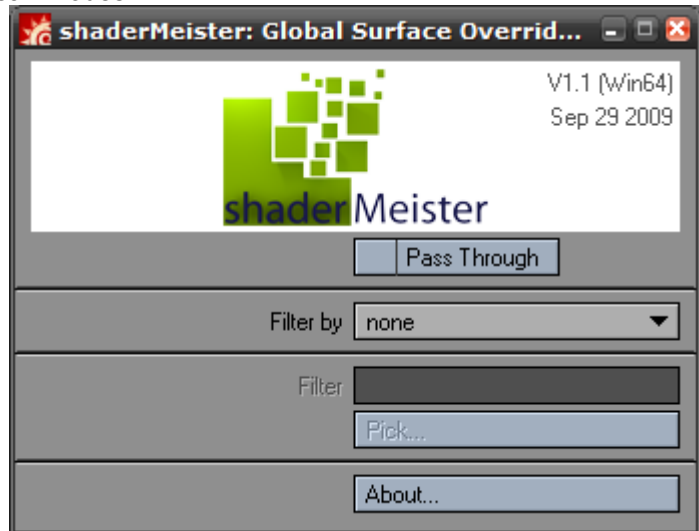 shaderMeister: Global Surface Overrid...
V1.1 (Win64)
Sep 29 2009
shaderMeister
Pass Through
Filter by none
Filter
Pick...
About...